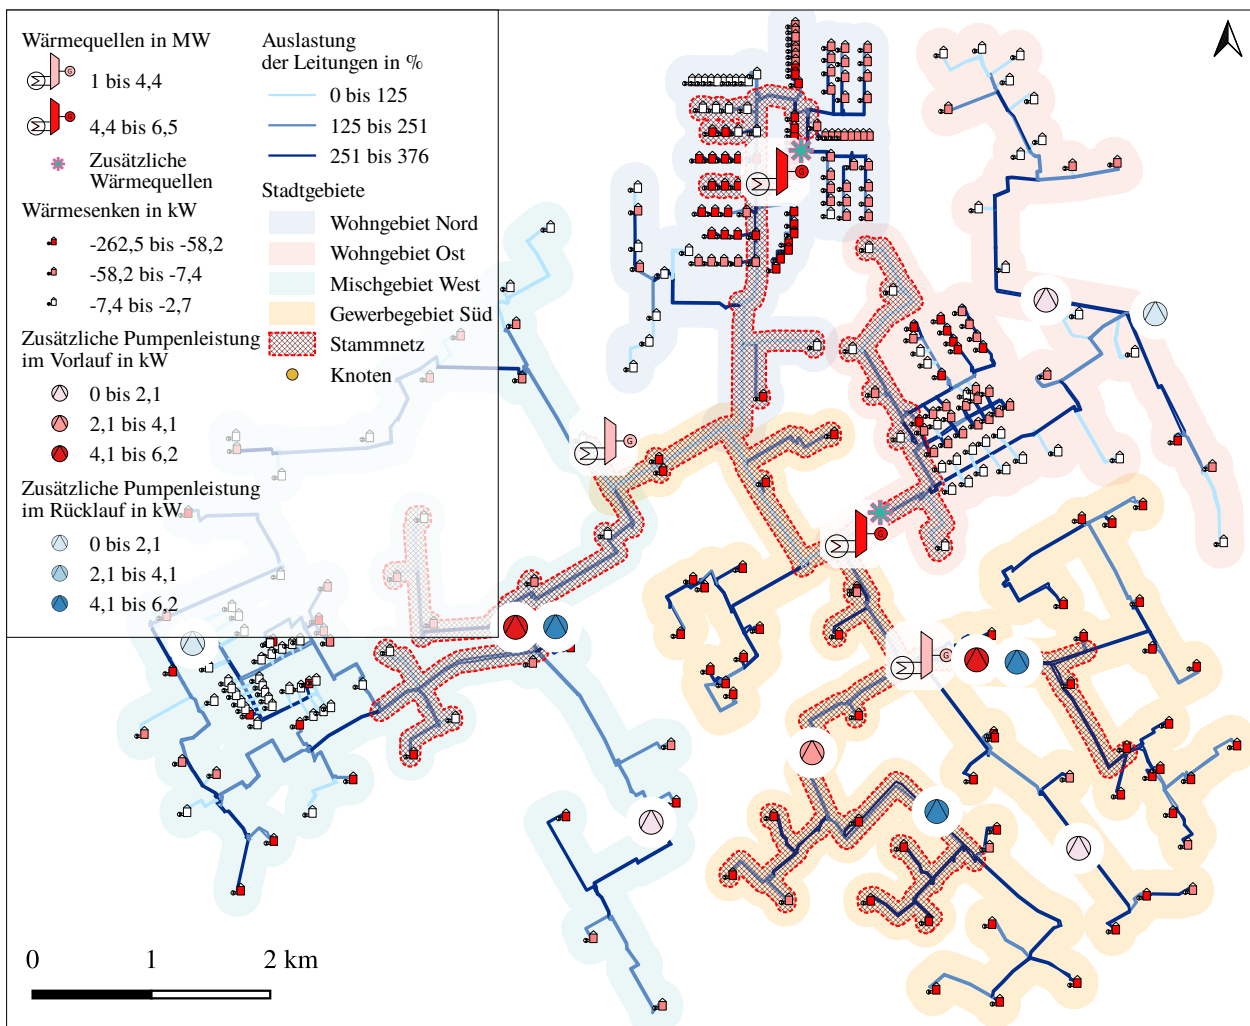 Wärmequellen in MW
1 bis 4,4
4,4 bis 6,5
Zusätzliche
Wärmequellen
Wärmesenken in kW
-262,5 bis -58,2
-58,2 bis -7,4
-7,4 bis -2,7
Zusätzliche Pumpenleistung
im Vorlauf in kW
0 bis 2,1
2,1 bis 4,1
4,1 bis 6,2
Zusätzliche Pumpenleistung
im Rücklauf in kW
0 bis 2,1
2,1 bis 4,1
4,1 bis 6,2
Auslastung
der Leitungen in %
0 bis 125
125 bis 251
251 bis 376
Stadtgebiete
Wohngebiet Nord
Wohngebiet Ost
Mischgebiet West
Gewerbegebiet Süd
Stammnetz
Knoten
0 1 2 km